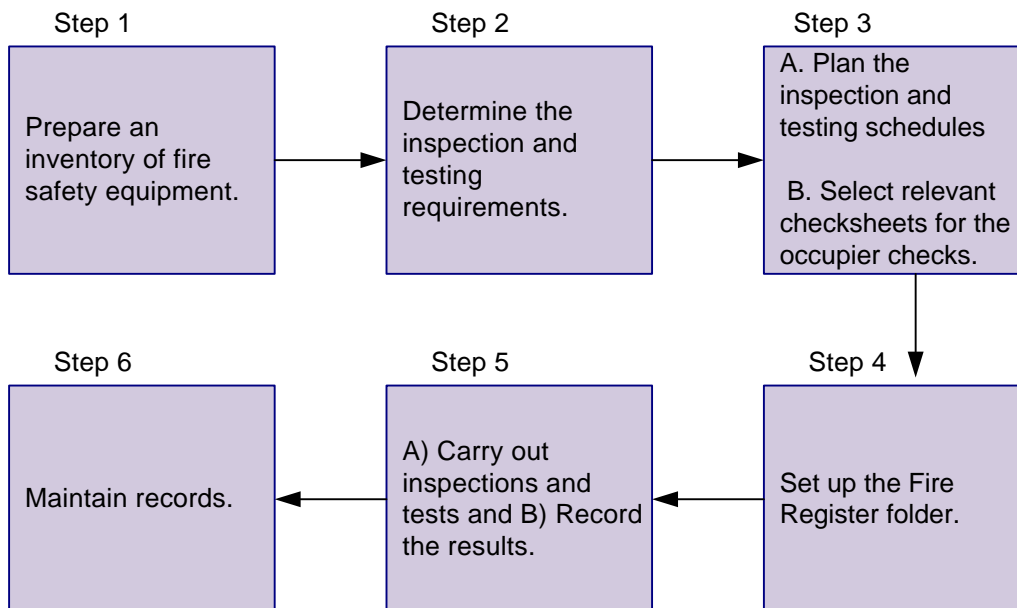 Step 1
Prepare an
inventory of fire
safety equipment.
Step 2
Determine the
inspection and
testing
requirements.
Step 3
A. Plan the
inspection and
testing schedules
B. Select relevant
checksheets for the
occupier checks.
Step 4
Set up the Fire
Register folder.
Step 5
A) Carry out
inspections and
tests and B) Record
the results.
Step 6
Maintain records.